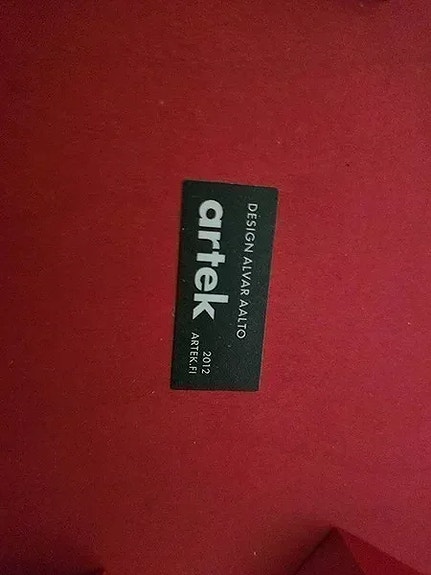 DESIGN ALVAR AALTO
artek
2012
ARTEK.FI